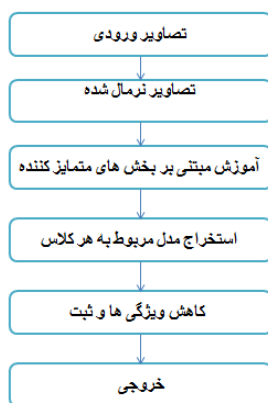 تصاویر ورودی
تصاویر نرمال شده
آموزش مبتنی بر بخش های متمایز کننده
استخراج مدل مربوط به هر کلاس
کاهش ویژگی ها و ثبت
خروجی